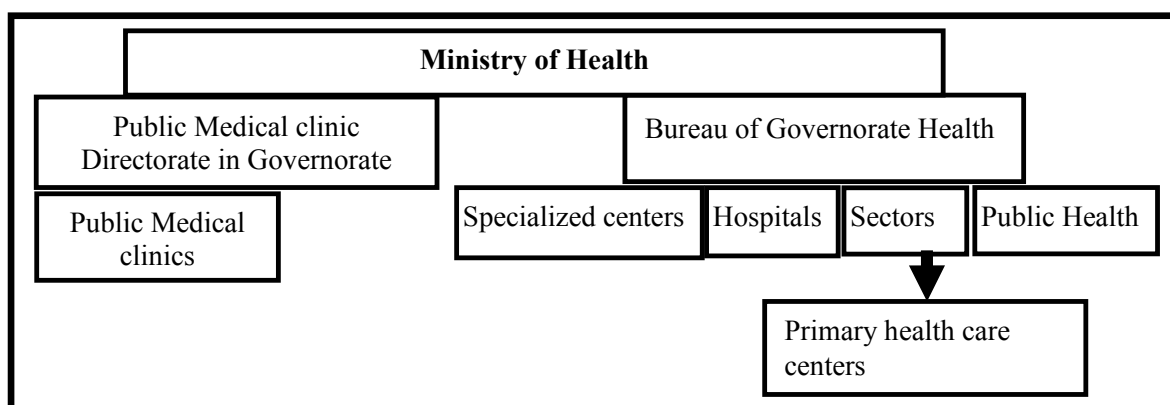 Ministry of Health
Public Medical clinic
Directorate in Governorate
Bureau of Governorate Health
Public Medical
clinics
Specialized centers
Hospitals
Sectors
Public Health
Primary health care
centers